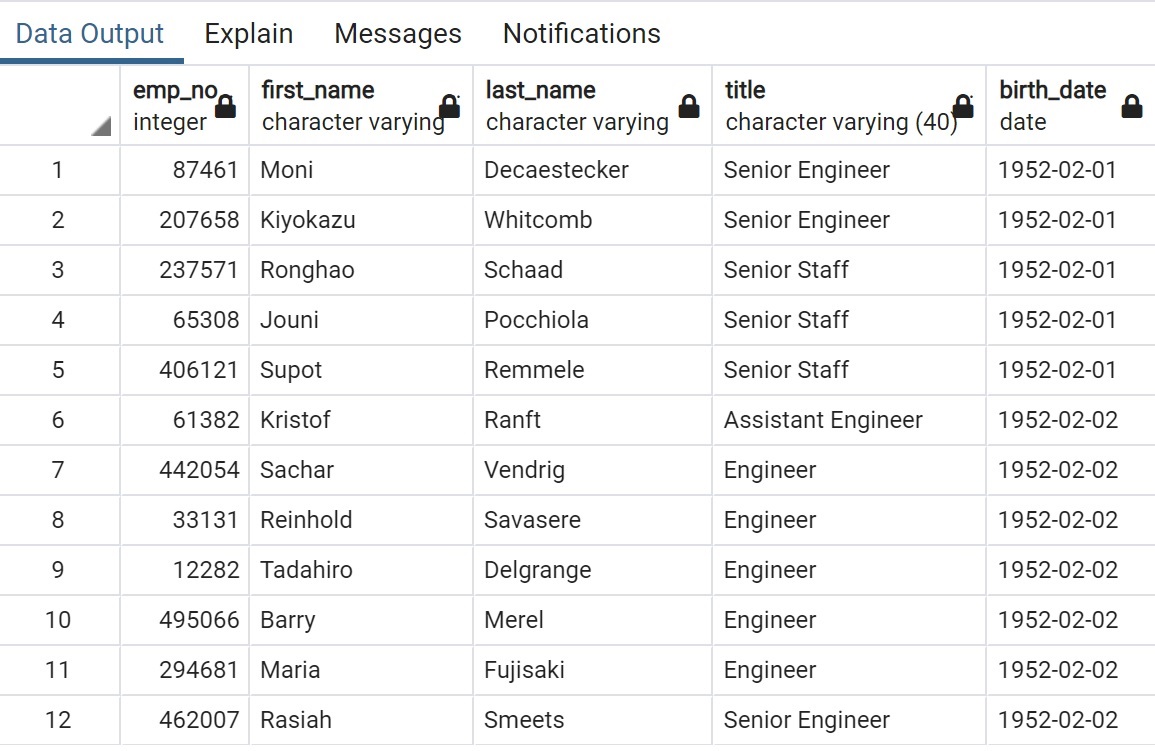 Data Output Explain Messages Notifications
emp_no first_name last_name title birth_date
integer character varying character varying character varying (40) date
1 87461 Moni Decaestecker Senior Engineer 1952-02-01
2 207658 Kiyokazu Whitcomb Senior Engineer 1952-02-01
3 237571 Ronghao Schaad Senior Staff 1952-02-01
4 65308 Jouni Pocchiola Senior Staff 1952-02-01
5 406121 Supot Remmele Senior Staff 1952-02-01
6 61382 Kristof Ranft Assistant Engineer 1952-02-02
7 442054 Sachar Vendrig Engineer 1952-02-02
8 33131 Reinhold Savasere Engineer 1952-02-02
9 12282 Tadahiro Delgrange Engineer 1952-02-02
10 495066 Barry Merel Engineer 1952-02-02
11 294681 Maria Fujisaki Engineer 1952-02-02
12 462007 Rasiah Smeets Senior Engineer 1952-02-02